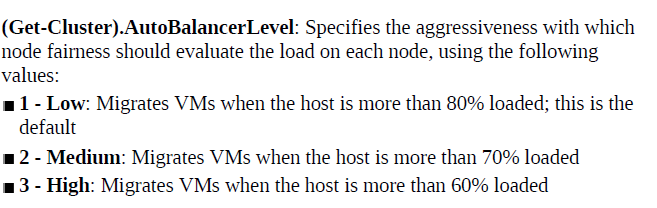 (Get-Cluster).AutoBalancerLevel: Specifies the aggressiveness with which
node fairness should evaluate the load on each node, using the following
values:
■ 1 - Low: Migrates VMs when the host is more than 80% loaded; this is the
default
■ 2 - Medium: Migrates VMs when the host is more than 70% loaded
■ 3 - High: Migrates VMs when the host is more than 60% loaded